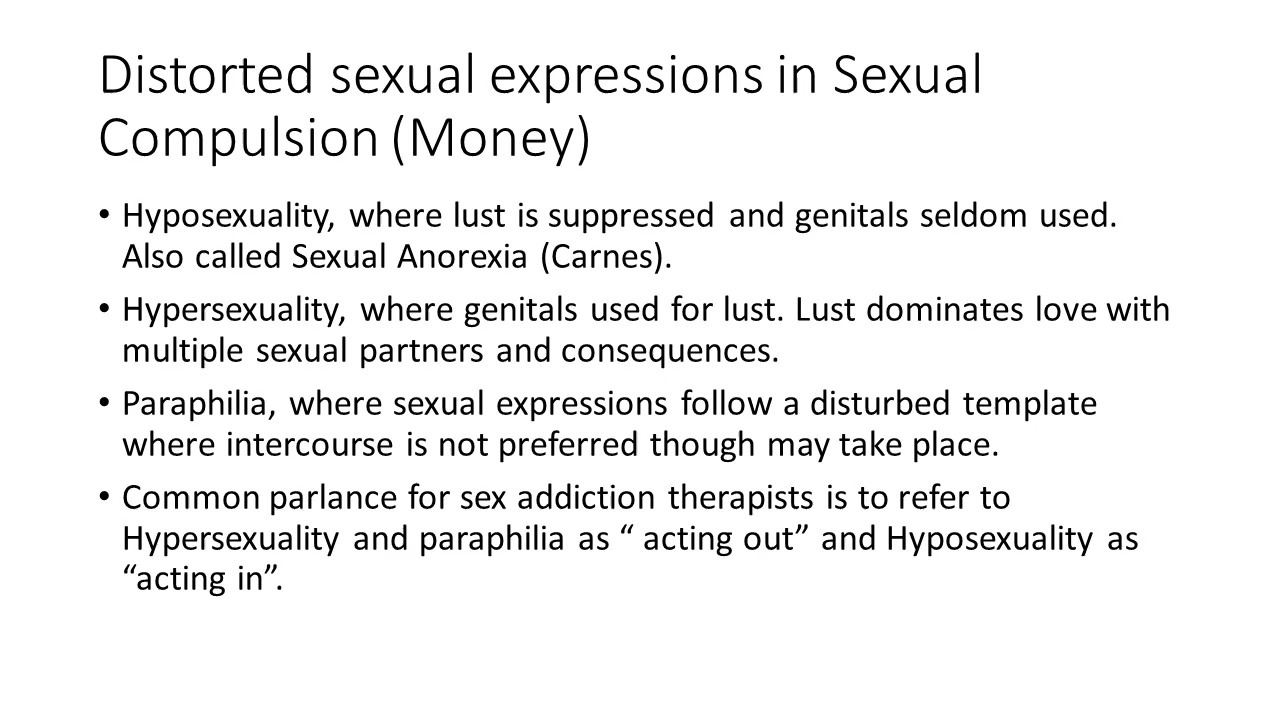 Distorted sexual expressions in Sexual
Compulsion (Money)
• Hyposexuality, where lust is suppressed and genitals seldom used.
Also called Sexual Anorexia (Carnes).
• Hypersexuality, where genitals used for lust. Lust dominates love with
multiple sexual partners and consequences.
• Paraphilia, where sexual expressions follow a disturbed template
where intercourse is not preferred though may take place.
• Common parlance for sex addiction therapists is to refer to
Hypersexuality and paraphilia as “ acting out” and Hyposexuality as
“acting in”.